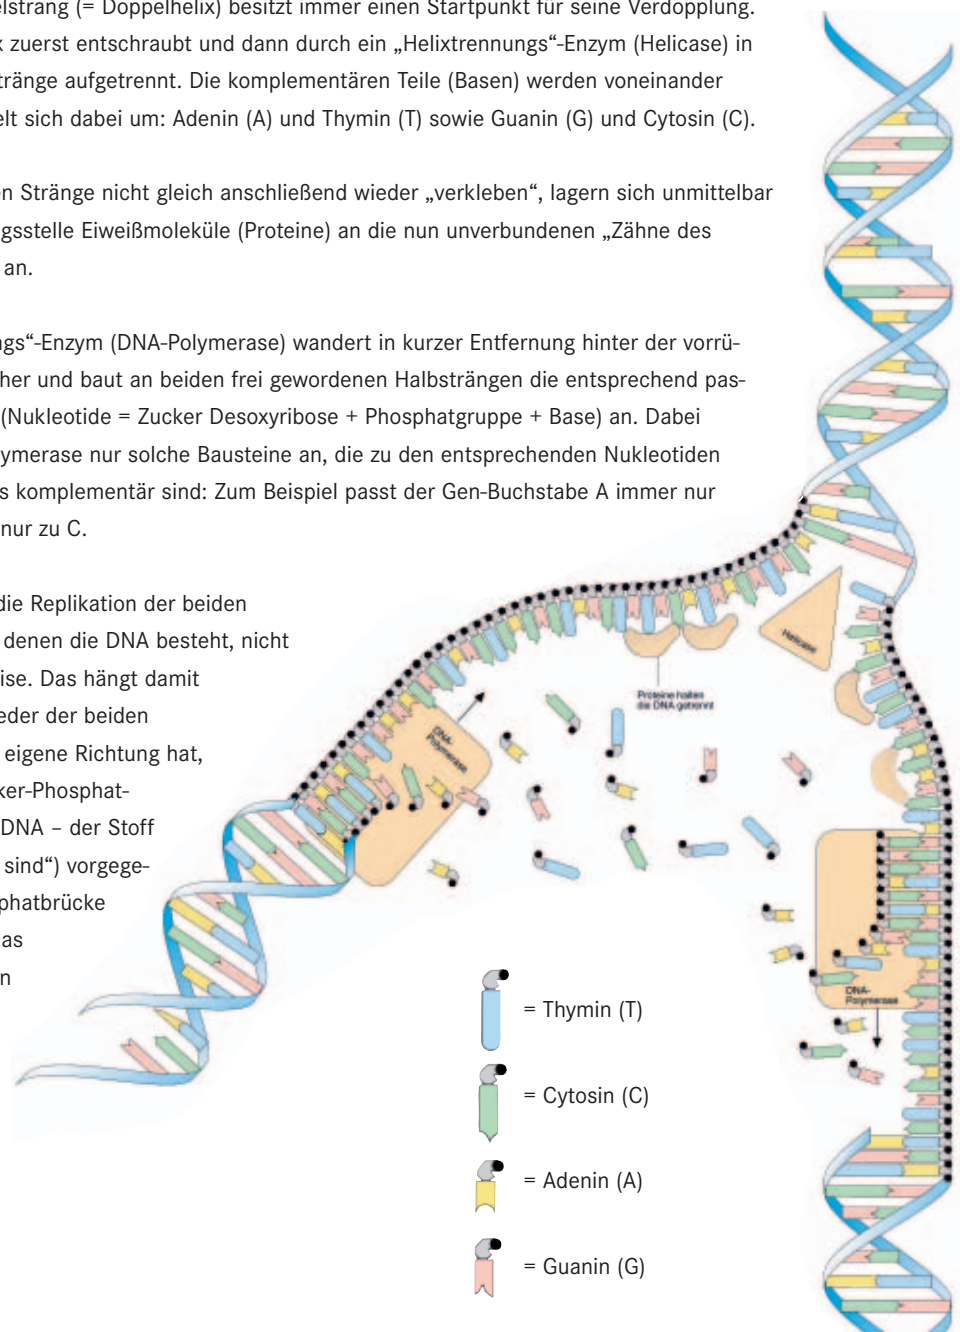 elstrang (= Doppelhelix) besitzt immer einen Startpunkt für seine Verdopplung.
x zuerst entschraubt und dann durch ein „Helixtrennungs“-Enzym (Helicase) in
tränge aufgetrennt. Die komplementären Teile (Basen) werden voneinander
elt sich dabei um: Adenin (A) und Thymin (T) sowie Guanin (G) und Cytosin (C).
en Stränge nicht gleich anschließend wieder „verkleben“, lagern sich unmittelbar
gsstelle Eiweißmoleküle (Proteine) an die nun unverbundenen „Zähne des
an.
ngs“-Enzym (DNA-Polymerase) wandert in kurzer Entfernung hinter der vorrü-
her und baut an beiden frei gewordenen Halbsträngen die entsprechend pas-
(Nukleotide = Zucker Desoxyribose + Phosphatgruppe + Base) an. Dabei
ymerase nur solche Bausteine an, die zu den entsprechenden Nukleotiden
s komplementär sind: Zum Beispiel passt der Gen-Buchstabe A immer nur
nur zu C.
die Replikation der beiden
denen die DNA besteht, nicht
ise. Das hängt damit
eder der beiden
eigene Richtung hat,
ker-Phosphat-
DNA – der Stoff
sind“) vorgege-
phatbrücke
as
n
Helicase
Proteine halten
die DNA getrennt
DNA-
Polymerase
DNA-
Polymerase
= Thymin (T)
= Cytosin (C)
= Adenin (A)
= Guanin (G)